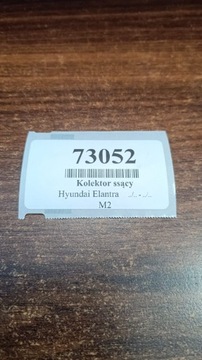 73052
Kolektor ssący
Hyundai Elantra ../.. - ../..
M2